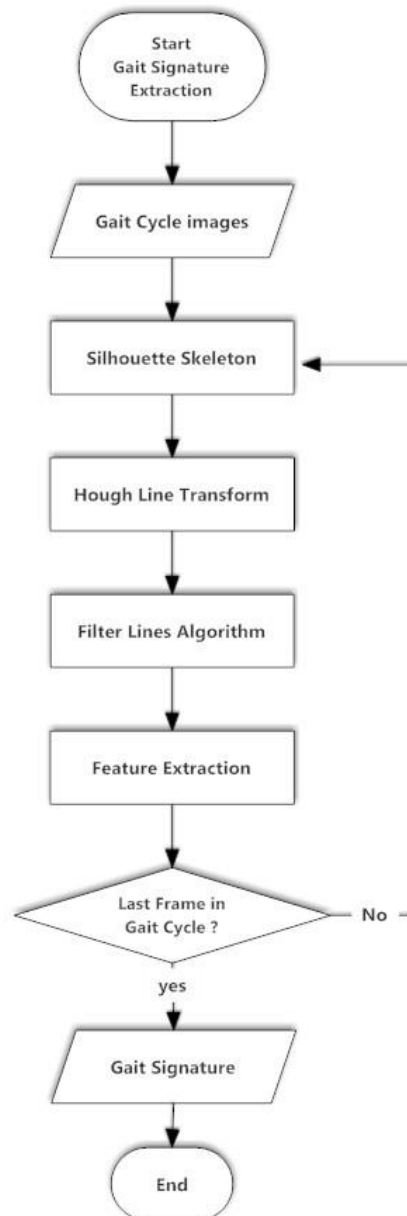 Start
Gait Signature
Extraction
Gait Cycle images
Silhouette Skeleton
Hough Line Transform
Filter Lines Algorithm
Feature Extraction
Last Frame in
Gait Cycle ?
No
yes
Gait Signature
End